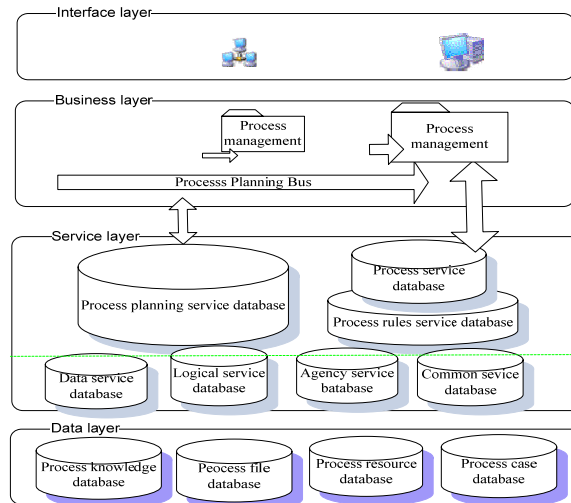 Interface layer
Business layer
Process
management
Process
management
Processs Planning Bus
Service layer
Process service
database
Process planning service database
Process rules service database
Data service
database
Logical service
database
Agency service
batabase
Common sevice
database
Data layer
Process knowledge
database
Peocess file
database
Process resource
database
Process case
database